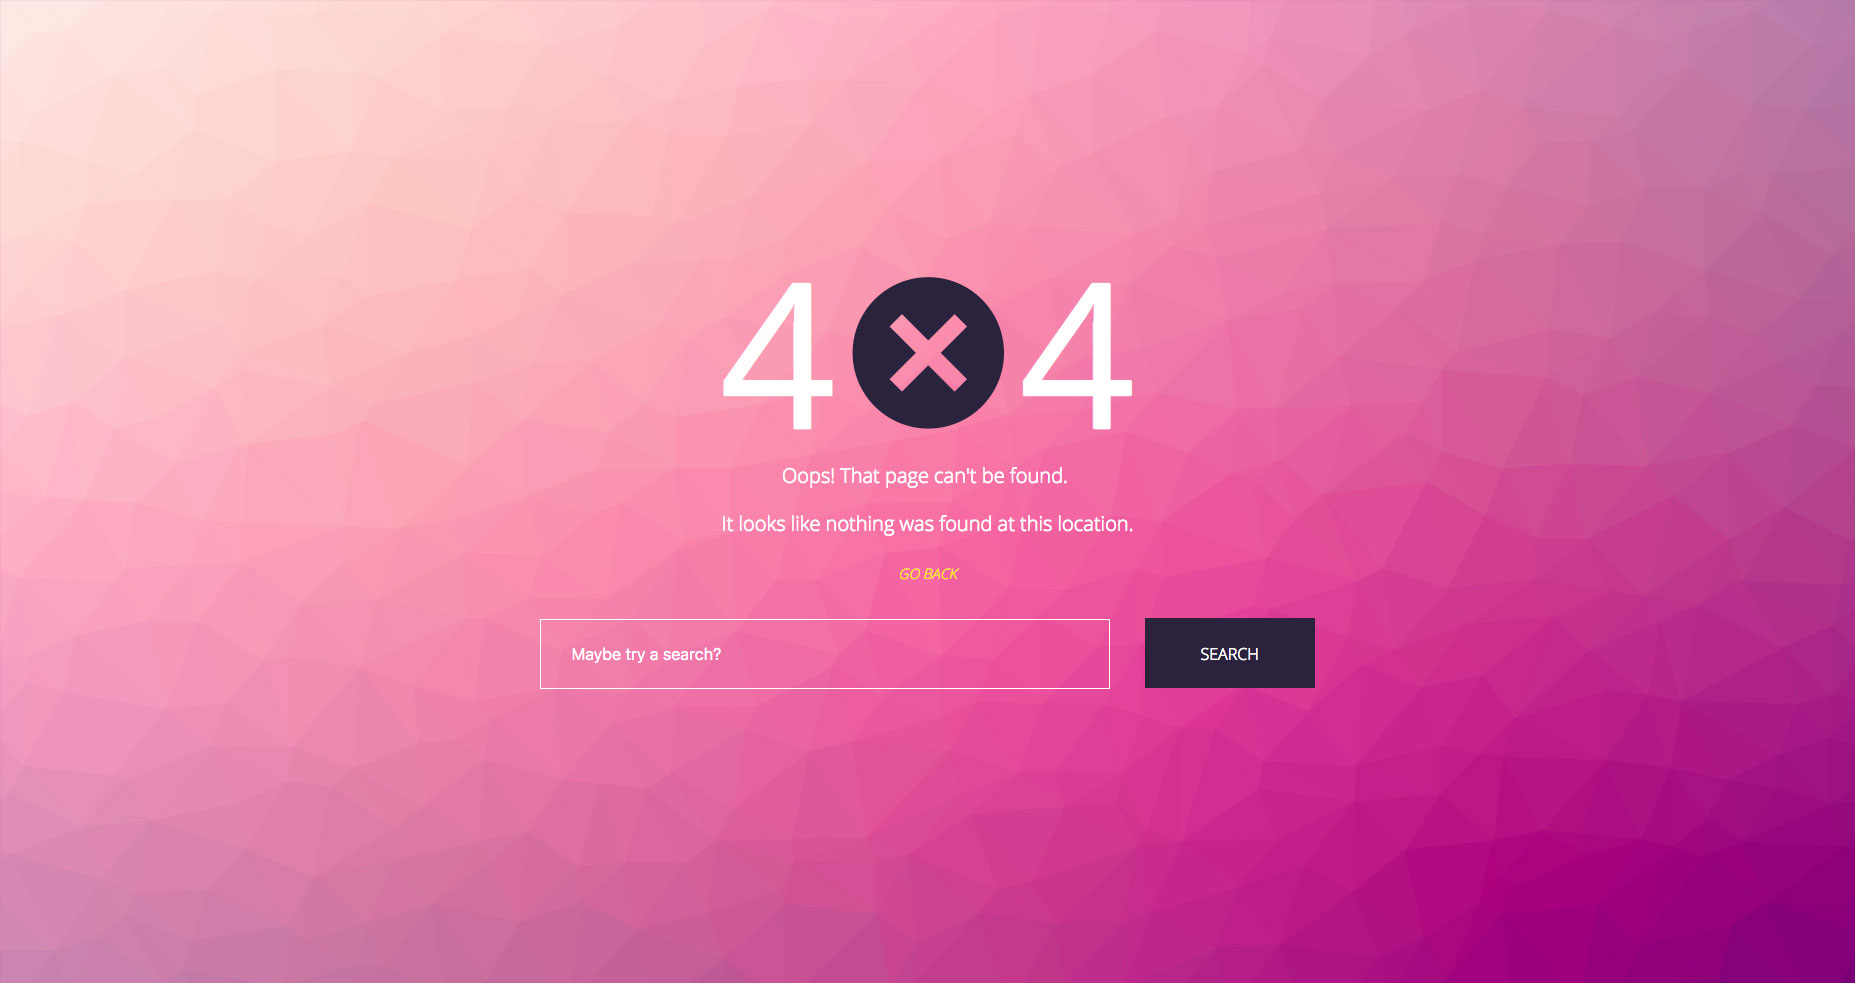 4 4
Oops! That page can't be found.
It looks like nothing was found at this location.
GO BACK
Maybe try a search?
SEARCH